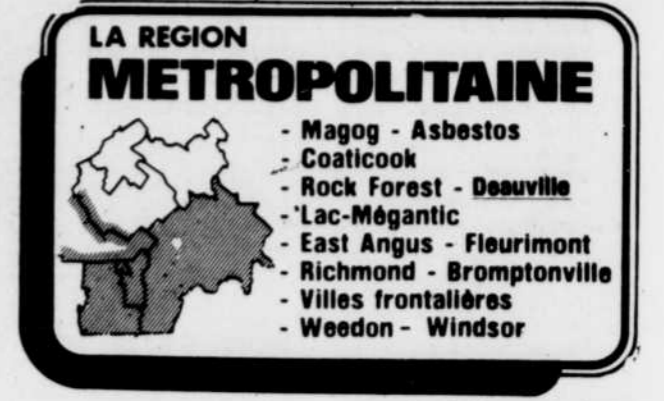 LA REGION
METROPOLITAINE
- Magog - Asbestos
- Coaticook
- Rock Forest - Deauville
- Lac-Mégantic
- East Angus - Fleurimont
- Richmond - Bromptonville
- Villes frontalières
- Weedon - Windsor